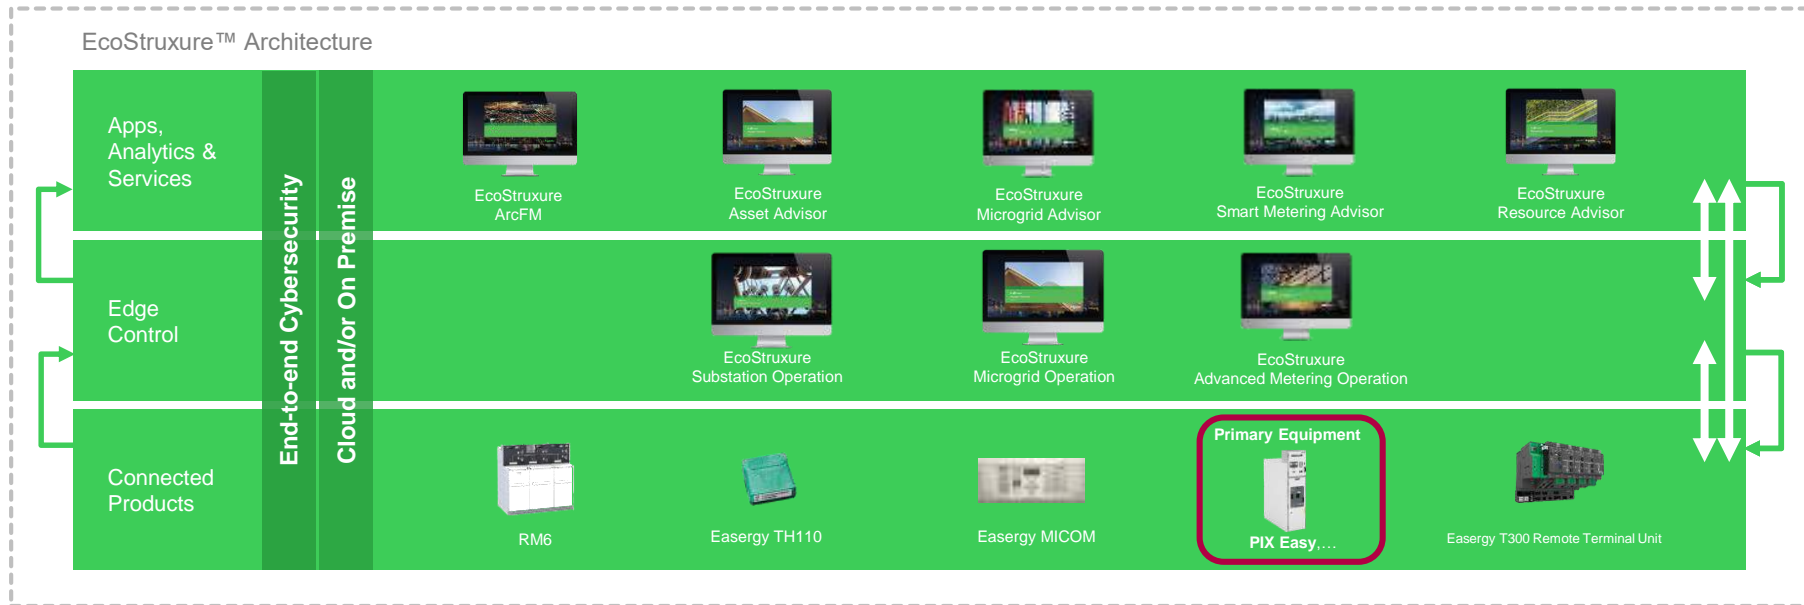 EcoStruxure™ Architecture
Apps,
Analytics &
Services
End-to-end Cybersecurity
Cloud and/or On Premise
EcoStruxure
ArcFM
EcoStruxure
Asset Advisor
EcoStruxure
Microgrid Advisor
EcoStruxure
Smart Metering Advisor
EcoStruxure
Resource Advisor
Edge
Control
EcoStruxure
Substation Operation
EcoStruxure
Microgrid Operation
EcoStruxure
Advanced Metering Operation
Connected
Products
RM6
Easergy TH110
Easergy MICOM
Primary Equipment
PIX Easy,...
Easergy T300 Remote Terminal Unit